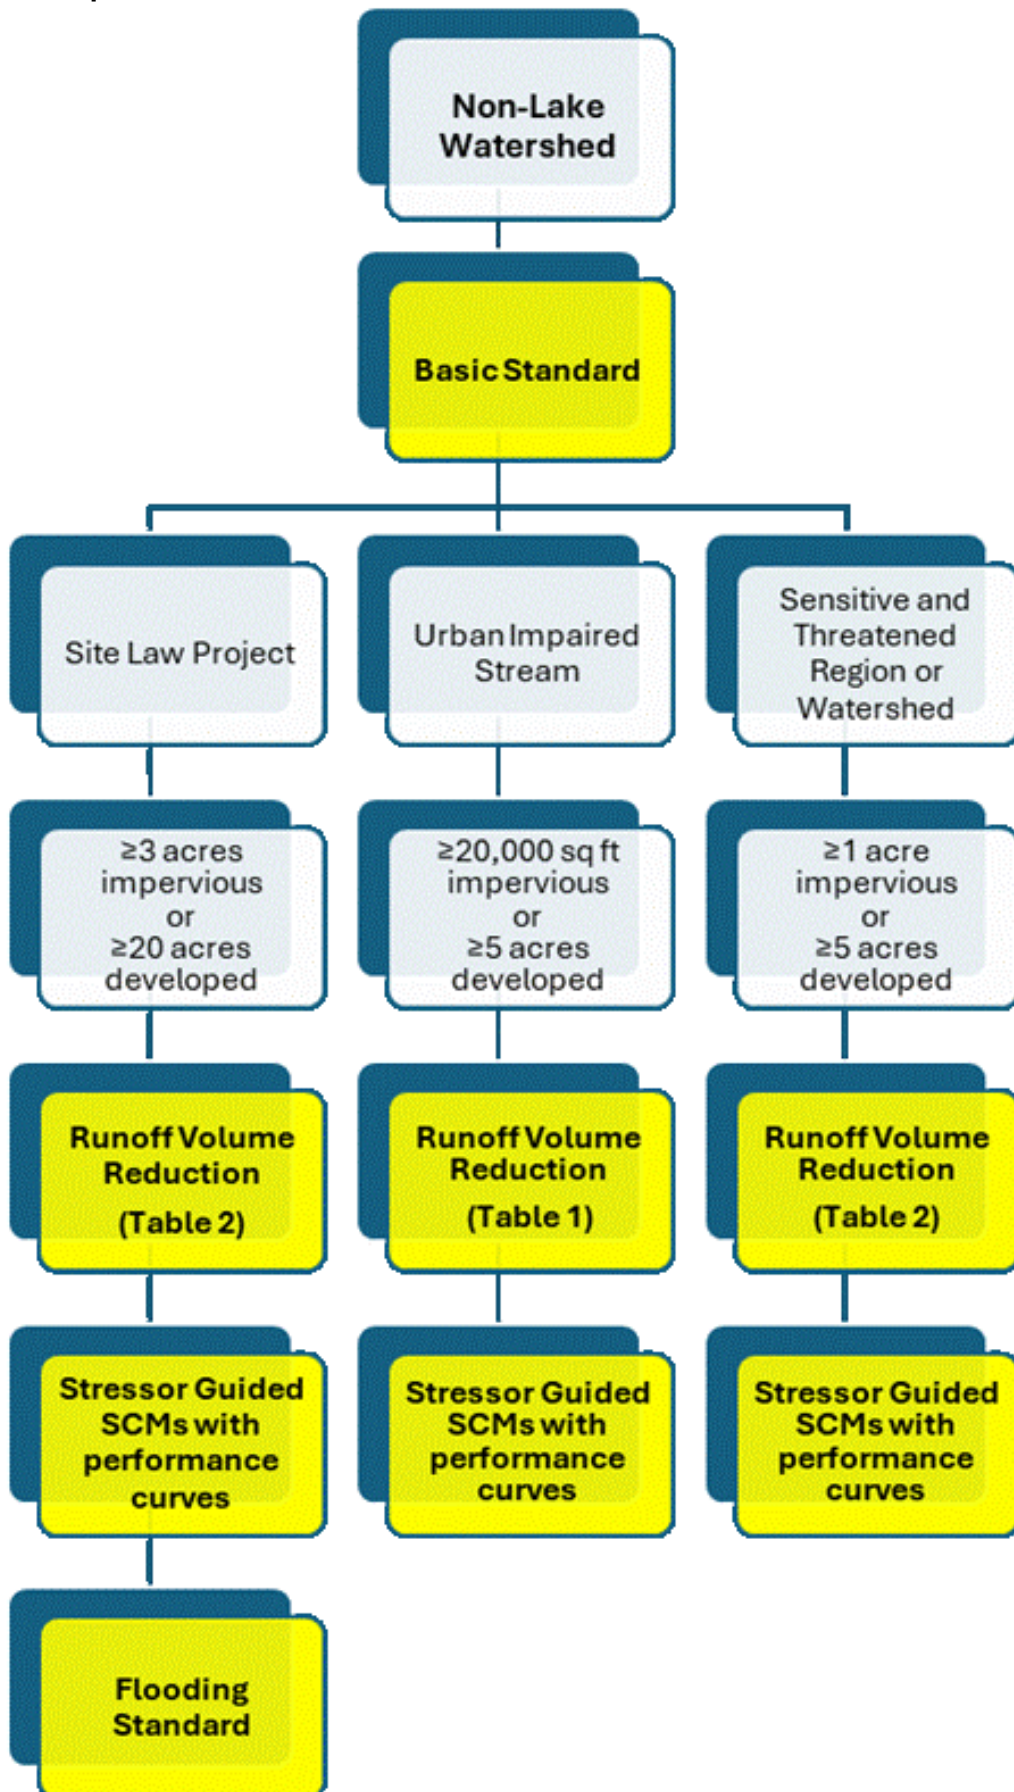 Non-Lake
Watershed
Basic Standard
Site Law Project
Urban Impaired
Stream
Sensitive and
Threatened
Region or
Watershed
≥3 acres
impervious
or
≥20 acres
developed
≥20,000 sq ft
impervious
or
≥5 acres
developed
≥1 acre
impervious
or
≥5 acres
developed
Runoff Volume
Reduction
(Table 2)
Runoff Volume
Reduction
(Table 1)
Runoff Volume
Reduction
(Table 2)
Stressor Guided
SCMs with
performance
curves
Stressor Guided
SCMs with
performance
curves
Stressor Guided
SCMs with
performance
curves
Flooding
Standard